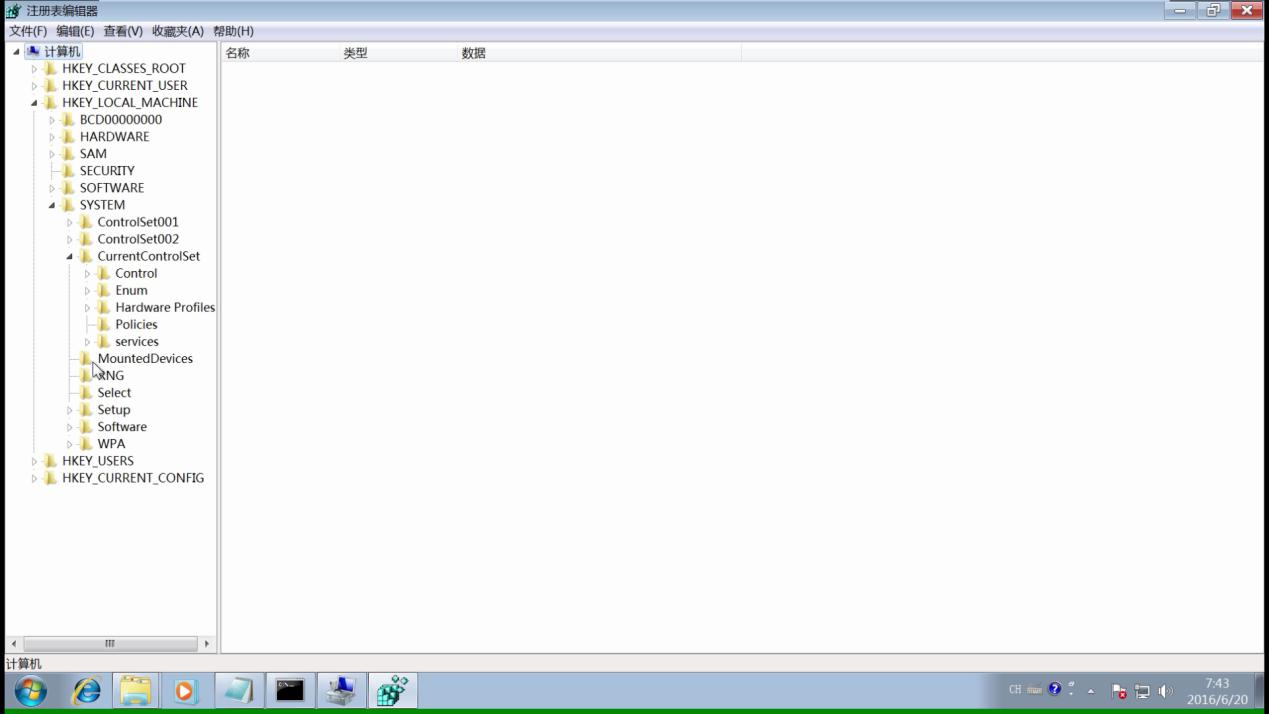 注册表编辑器
文件(F) 编辑(E) 查看(V) 收藏夹(A) 帮助(H)
计算机
名称 类型 数据
HKEY_CLASSES_ROOT
HKEY_CURRENT_USER
HKEY_LOCAL_MACHINE
BCD00000000
HARDWARE
SAM
SECURITY
SOFTWARE
SYSTEM
ControlSet001
ControlSet002
CurrentControlSet
Control
Enum
Hardware Profiles
Policies
services
MountedDevices
RNG
Select
Setup
Software
WPA
HKEY_USERS
HKEY_CURRENT_CONFIG
计算机
CH
7:43
2016/6/20